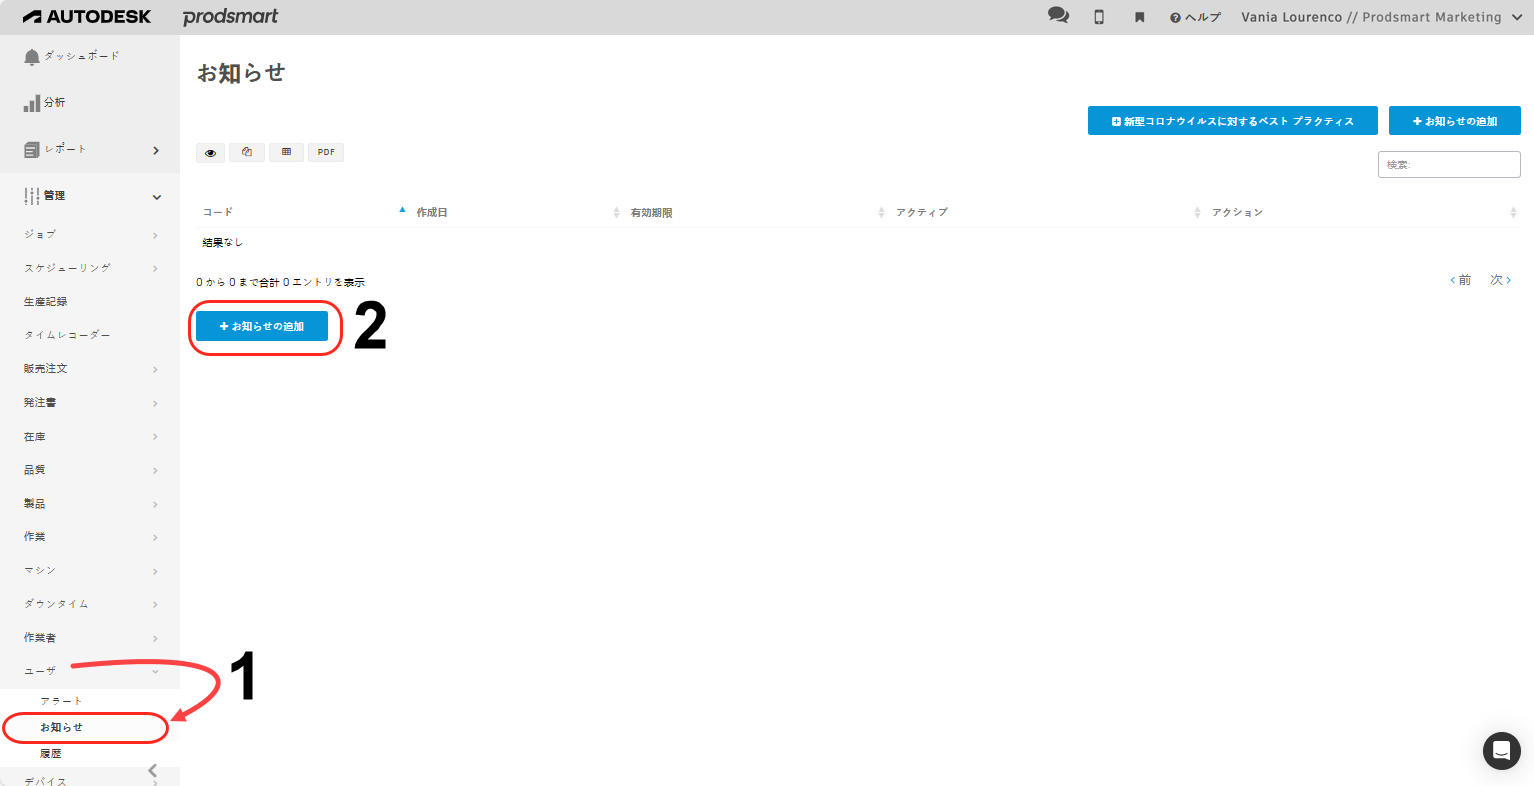 AUTODESK prodsmart ヘルプ Vania Lourenco // Prodsmart Marketing
ダッシュボード
分析
レポート
管理
ジョブ
スケジューリング
生産記録
タイムレコーダー
販売注文
発注書
在庫
品質
製品
作業
マシン
ダウンタイム
作業者
ユーザ
アラート
お知らせ
履歴
デバイス
1
お知らせ
新型コロナウイルスに対するベスト プラクティス
お知らせの追加
PDF
検索:
コード 作成日 有効期限 アクティブ アクション
結果なし
0 から 0 まで合計 0 エントリを表示
前 次
お知らせの追加
2